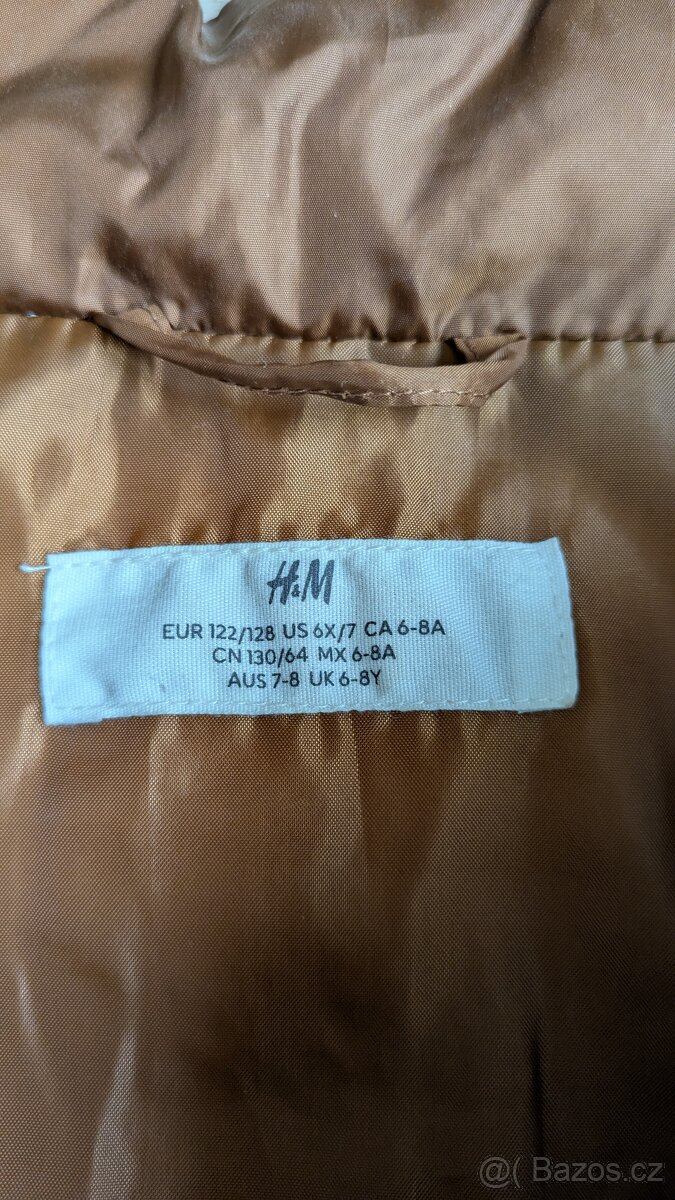 H&M
EUR 122/128 US 6X/7 CA 6-8A
CN 130/64 MX 6-8A
AUS 7-8 UK 6-8Y
@( Bazos.cz